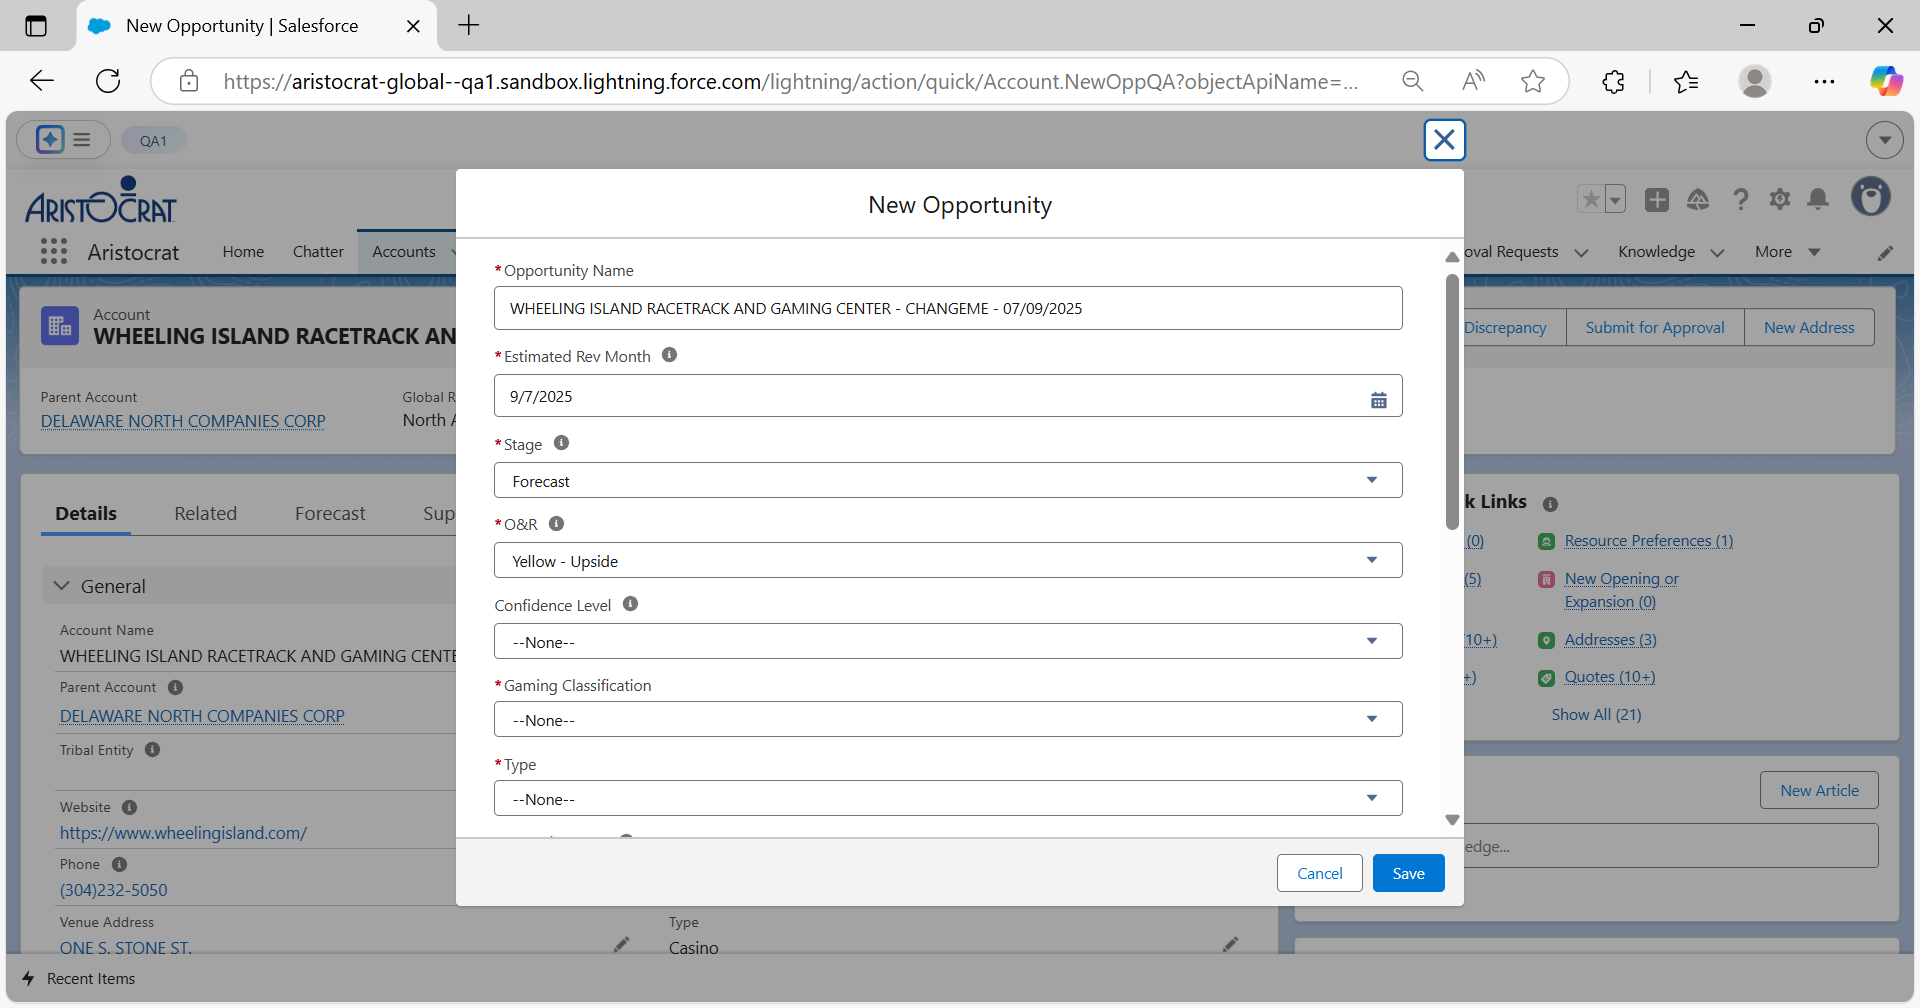 New Opportunity | Salesforce
https://aristocrat-global--qa1.sandbox.lightning.force.com/lightning/action/quick/Account.NewOppQA?objectApiName=...
QA1
ARISTOCRAT
Aristocrat
Home
Chatter
Accounts
oval Requests
Knowledge
More
Account
WHEELING ISLAND RACETRACK AN
Discrepancy
Submit for Approval
New Address
Parent Account
DELAWARE NORTH COMPANIES CORP
Global R
North A
Details
Related
Forecast
Sup
General
Account Name
WHEELING ISLAND RACETRACK AND GAMING CENTE
Parent Account
DELAWARE NORTH COMPANIES CORP
Tribal Entity
Website
https://www.wheelingisland.com/
Phone
(304)232-5050
Venue Address
ONE S. STONE ST.
Type
Casino
New Opportunity
*Opportunity Name
WHEELING ISLAND RACETRACK AND GAMING CENTER - CHANGEME - 07/09/2025
*Estimated Rev Month
9/7/2025
*Stage
Forecast
*O&R
Yellow - Upside
Confidence Level
--None--
*Gaming Classification
--None--
*Type
--None--
Cancel
Save
k Links
(0)
Resource Preferences (1)
(5)
New Opening or
Expansion (0)
10+)
Addresses (3)
+)
Quotes (10+)
Show All (21)
New Article
edge...
Recent Items